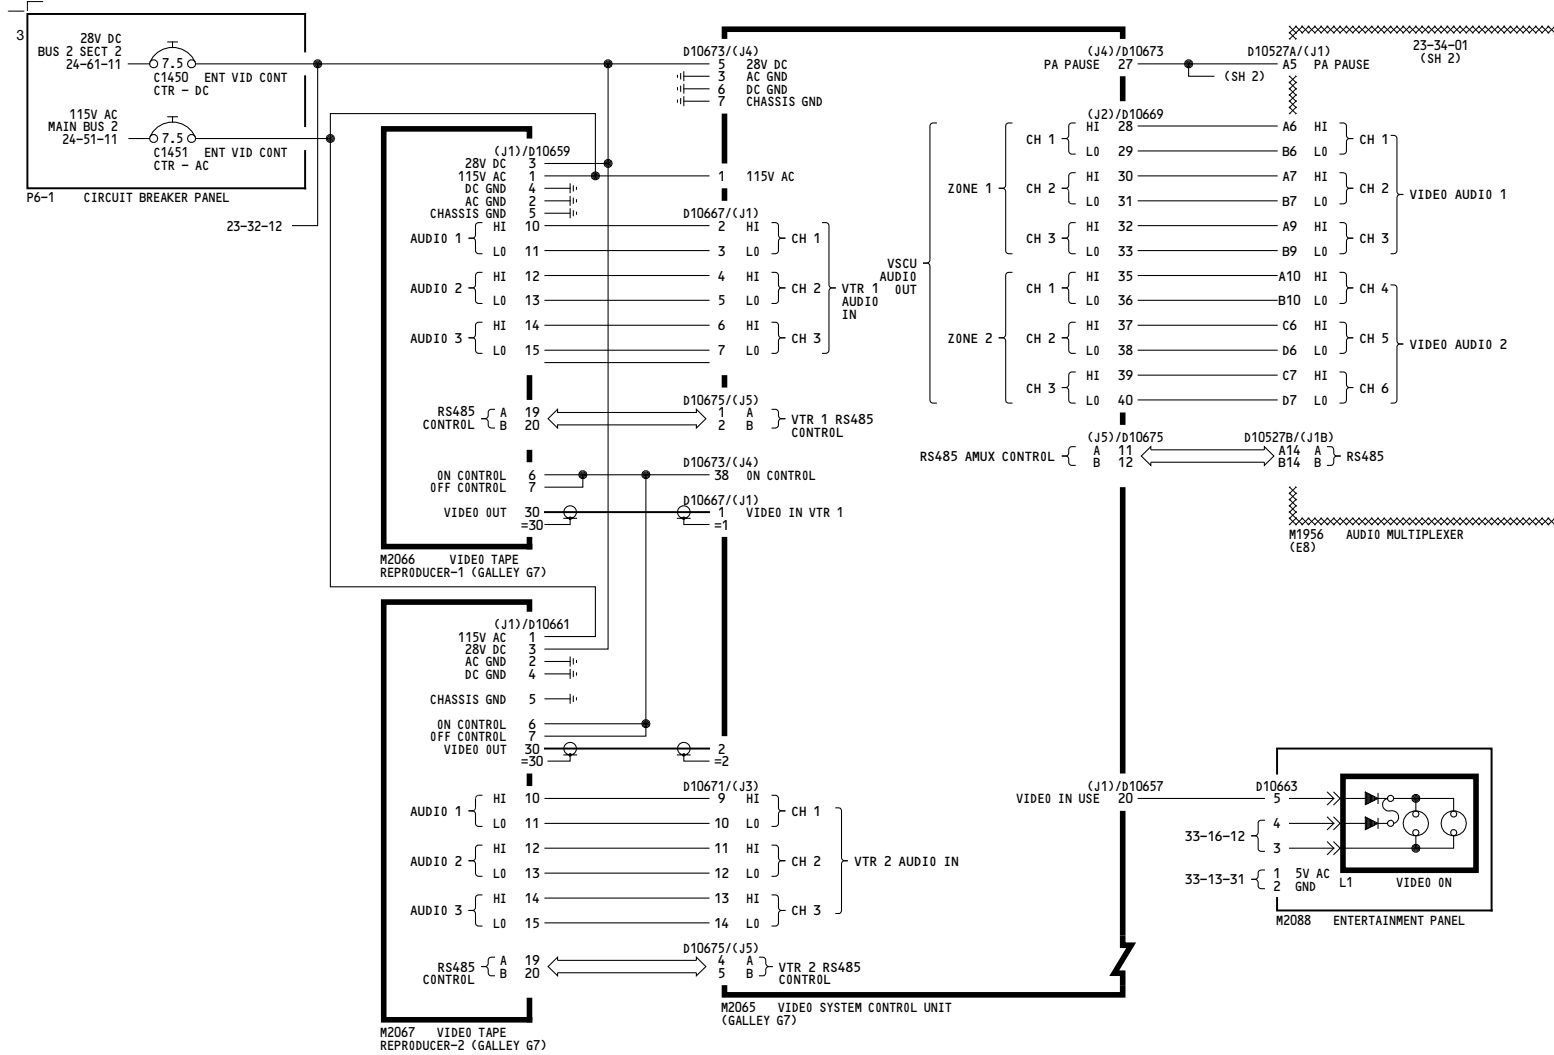 3
28V DC
BUS 2 SECT 2
24-61-11
7.5
C1450 ENT VID CONT
CTR - DC
115V AC
MAIN BUS 2
24-51-11
7.5
C1451 ENT VID CONT
CTR - AC
P6-1 CIRCUIT BREAKER PANEL
23-32-12
(J1)/D10659
28V DC 3
115V AC 1
DC GND 4
AC GND 2
CHASSIS GND 5
AUDIO 1
HI 10
LO 11
AUDIO 2
HI 12
LO 13
AUDIO 3
HI 14
LO 15
RS485 CONTROL
A 19
B 20
ON CONTROL 6
OFF CONTROL 7
VIDEO OUT 30
=30
M2066 VIDEO TAPE
REPRODUCER-1 (GALLEY G7)
(J1)/D10661
115V AC 1
28V DC 3
AC GND 2
DC GND 4
CHASSIS GND 5
ON CONTROL 6
OFF CONTROL 7
VIDEO OUT 30
=30
AUDIO 1
HI 10
LO 11
AUDIO 2
HI 12
LO 13
AUDIO 3
HI 14
LO 15
RS485 CONTROL
A 19
B 20
M2067 VIDEO TAPE
REPRODUCER-2 (GALLEY G7)
D10673/(J4)
5 28V DC
3 AC GND
6 DC GND
7 CHASSIS GND
1 115V AC
D10667/(J1)
2 HI
3 LO
CH 1
4 HI
5 LO
CH 2
6 HI
7 LO
CH 3
VTR 1
AUDIO
IN
D10675/(J5)
1 A
2 B
VTR 1 RS485
CONTROL
D10673/(J4)
38 ON CONTROL
D10667/(J1)
1 VIDEO IN VTR 1
=1
2
=2
D10671/(J3)
9 HI
10 LO
CH 1
11 HI
12 LO
CH 2
13 HI
14 LO
CH 3
VTR 2 AUDIO IN
D10675/(J5)
4 A
5 B
VTR 2 RS485
CONTROL
M2065 VIDEO SYSTEM CONTROL UNIT
(GALLEY G7)
(J4)/D10673
PA PAUSE 27
(SH 2)
(J2)/D10669
VSCU
AUDIO
OUT
ZONE 1
CH 1
HI 28
LO 29
CH 2
HI 30
LO 31
CH 3
HI 32
LO 33
ZONE 2
CH 1
HI 35
LO 36
CH 2
HI 37
LO 38
CH 3
HI 39
LO 40
(J5)/D10675
RS485 AMUX CONTROL
A 11
B 12
(J1)/D10657
VIDEO IN USE 20
D10527A/(J1)
A5 PA PAUSE
23-34-01
(SH 2)
A6 HI
B6 LO
CH 1
A7 HI
B7 LO
CH 2
A9 HI
B9 LO
CH 3
VIDEO AUDIO 1
A10 HI
B10 LO
CH 4
C6 HI
D6 LO
CH 5
C7 HI
D7 LO
CH 6
VIDEO AUDIO 2
D10527B/(J1B)
A14 A
B14 B
RS485
M1956 AUDIO MULTIPLEXER
(E8)
D10663
5
33-16-12
4
3
33-13-31
1 5V AC
2 GND
L1 VIDEO ON
M2088 ENTERTAINMENT PANEL